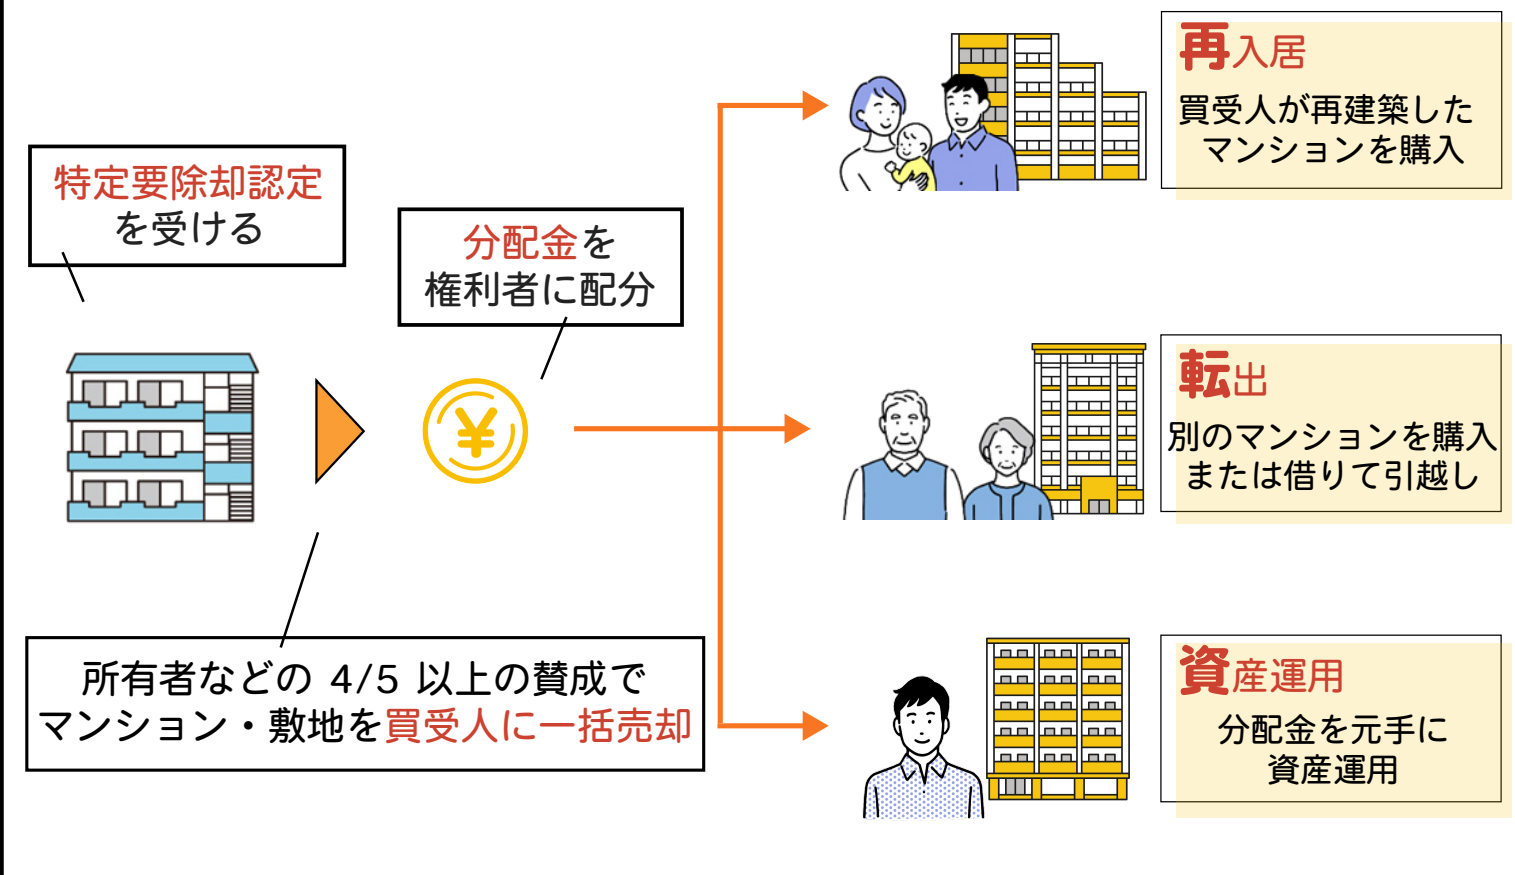 特定要除却認定
を受ける
分配金を
権利者に配分
¥
所有者などの 4/5 以上の賛成で
マンション・敷地を買受人に一括売却
再入居
買受人が再建築した
マンションを購入
転出
別のマンションを購入
または借りて引越し
資産運用
分配金を元手に
資産運用